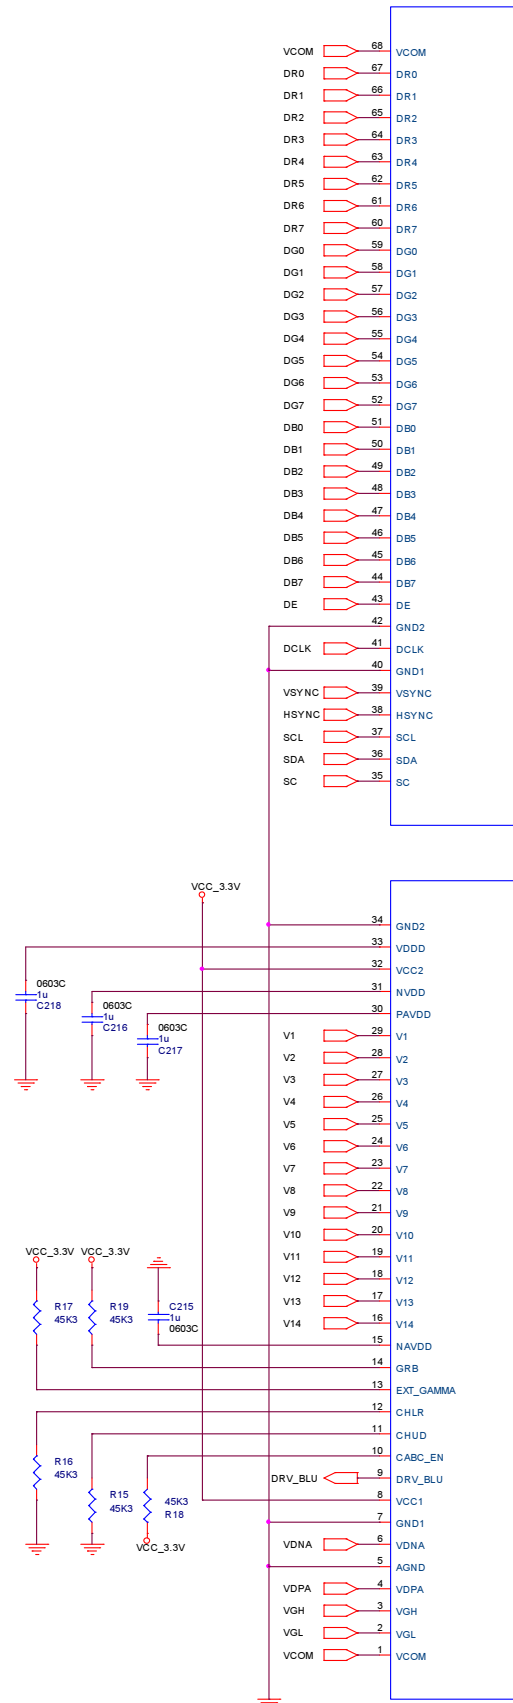 VCOM 68 VCOM
DR0 67 DR0
DR1 66 DR1
DR2 65 DR2
DR3 64 DR3
DR4 63 DR4
DR5 62 DR5
DR6 61 DR6
DR7 60 DR7
DG0 59 DG0
DG1 58 DG1
DG2 57 DG2
DG3 56 DG3
DG4 55 DG4
DG5 54 DG5
DG6 53 DG6
DG7 52 DG7
DB0 51 DB0
DB1 50 DB1
DB2 49 DB2
DB3 48 DB3
DB4 47 DB4
DB5 46 DB5
DB6 45 DB6
DB7 44 DB7
DE 43 DE
42 GND2
DCLK 41 DCLK
40 GND1
VSYNC 39 VSYNC
HSYNC 38 HSYNC
SCL 37 SCL
SDA 36 SDA
SC 35 SC
VCC_3.3V
34 GND2
33 VDDD
32 VCC2
0603C
1u
C218
31 NVDD
0603C
1u
C216
30 PAVDD
0603C
1u
C217
V1 29 V1
V2 28 V2
V3 27 V3
V4 26 V4
V5 25 V5
V6 24 V6
V7 23 V7
V8 22 V8
V9 21 V9
V10 20 V10
V11 19 V11
V12 18 V12
V13 17 V13
V14 16 V14
VCC_3.3V VCC_3.3V
R17
45K3
R19
45K3
C215
1u
0603C
15 NAVDD
14 GRB
13 EXT_GAMMA
12 CHLR
11 CHUD
10 CABC_EN
R16
45K3
R15
45K3
45K3
R18
VCC_3.3V
DRV_BLU 9 DRV_BLU
8 VCC1
7 GND1
VDNA 6 VDNA
5 AGND
VDPA 4 VDPA
VGH 3 VGH
VGL 2 VGL
VCOM 1 VCOM